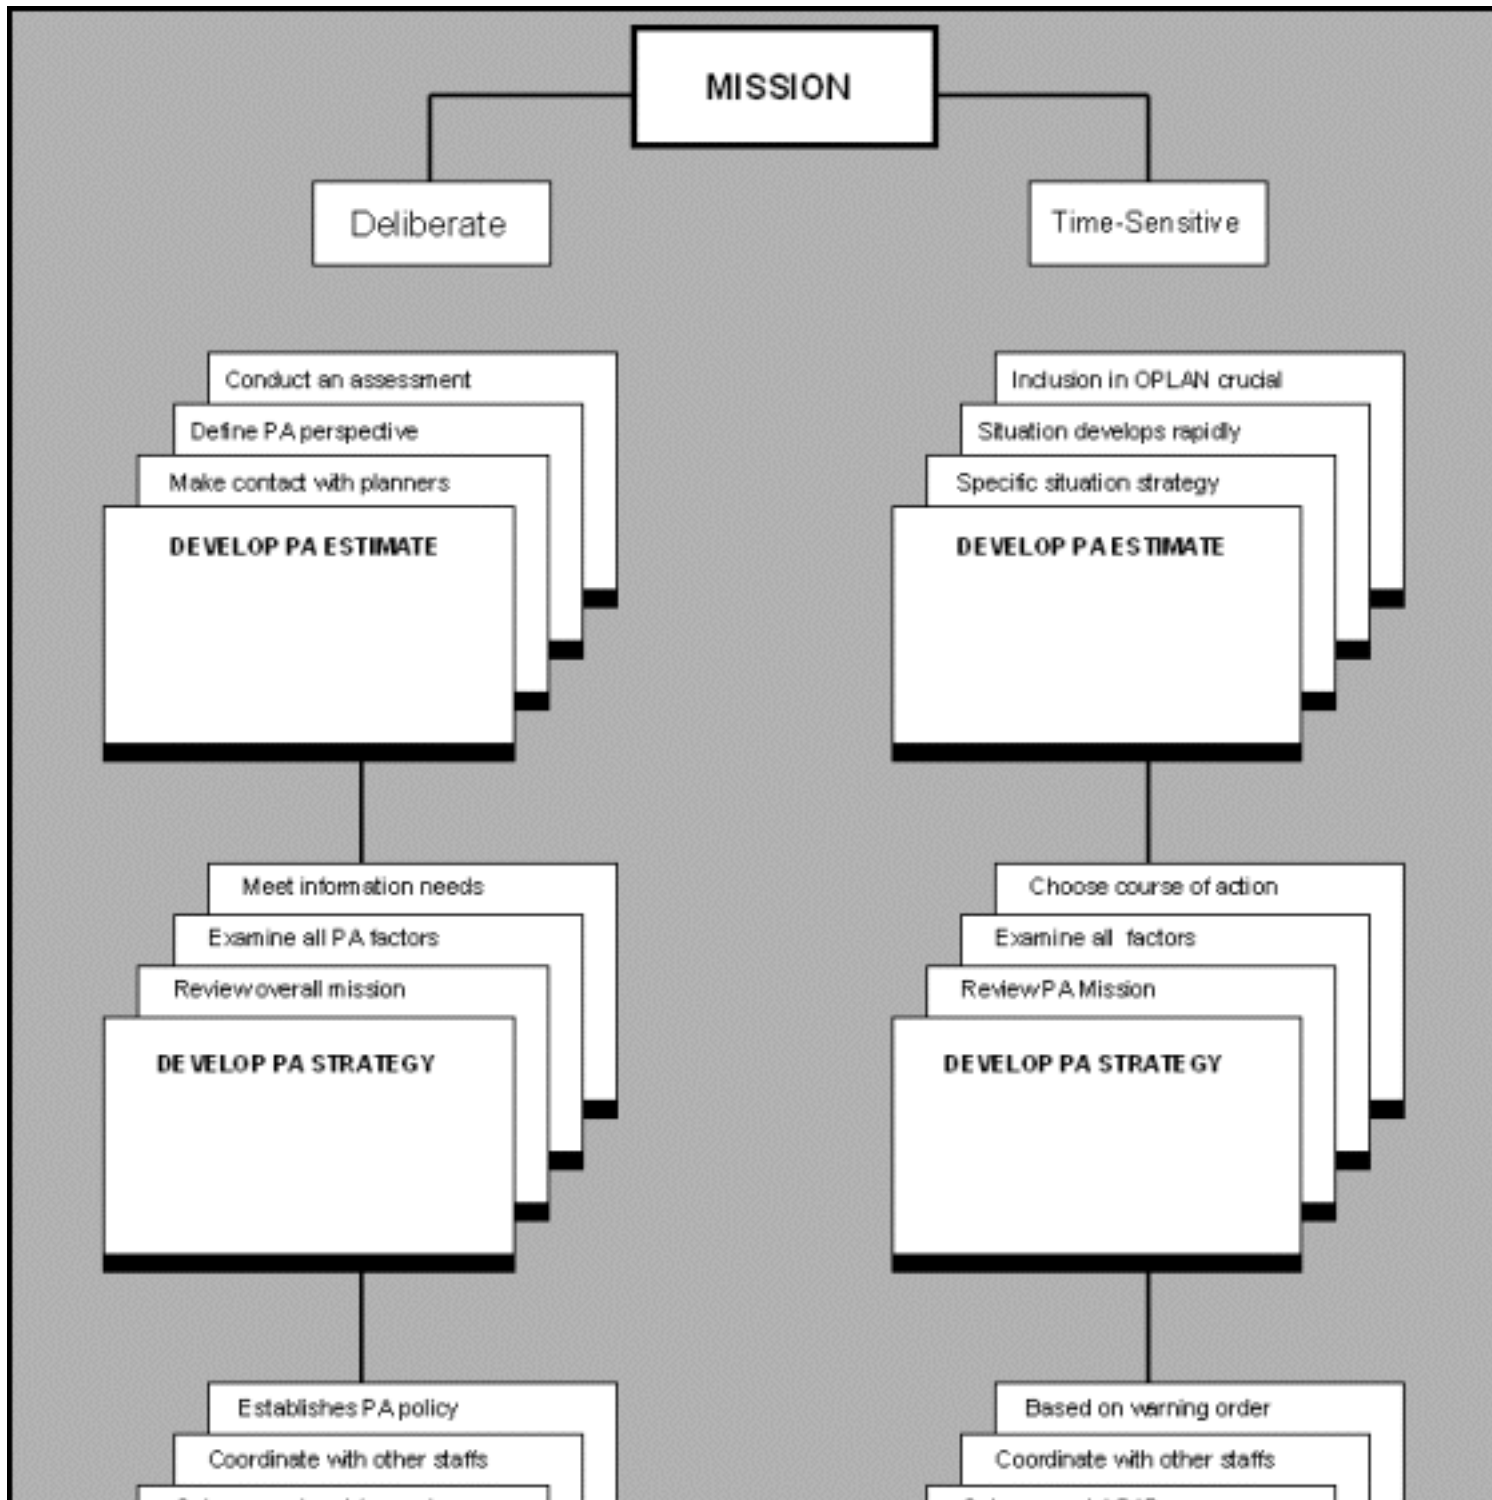 MISSION
Deliberate
Time-Sensitive
Conduct an assessment
Define PA perspective
Make contact with planners
DEVELOP PA ESTIMATE
Inclusion in OPLAN crucial
Situation develops rapidly
Specific situation strategy
DEVELOP PA ESTIMATE
Meet information needs
Examine all PA factors
Review overall mission
DEVELOP PA STRATEGY
Choose course of action
Examine all factors
Review PA Mission
DEVELOP PA STRATEGY
Establishes PA policy
Coordinate with other staffs
Based on warning order
Coordinate with other staffs